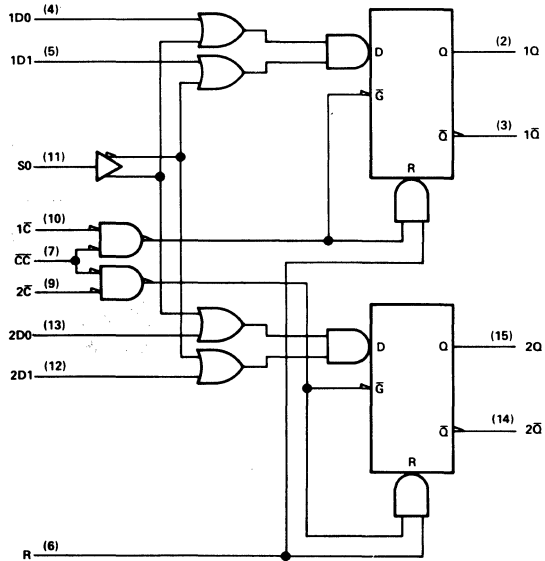 1D0 (4)
1D1 (5)
D Q (2) 1Q
G̅
Q̅ (3) 1Q̅
R
S0 (11)
1C̅ (10)
C̅C̅ (7)
2C̅ (9)
2D0 (13)
2D1 (12)
D Q (15) 2Q
G̅
Q̅ (14) 2Q̅
R
R (6)